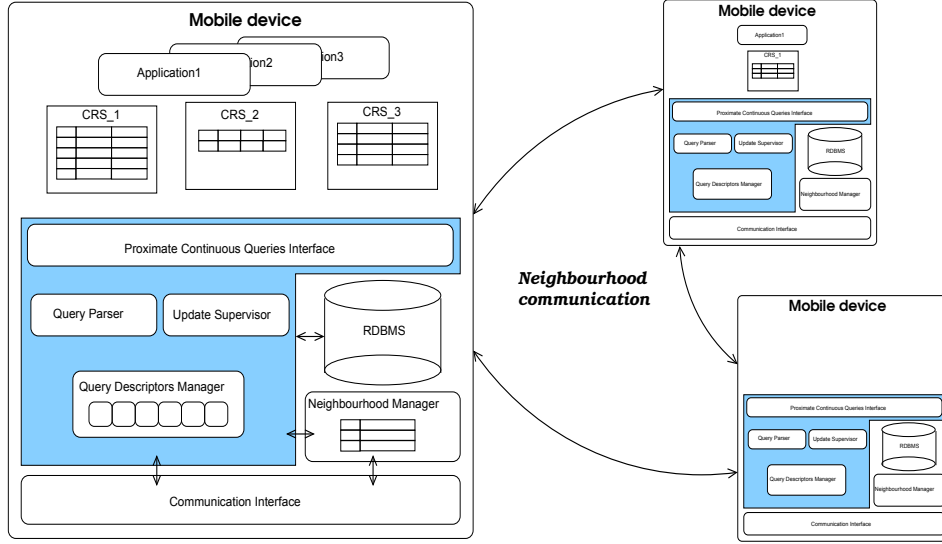 Mobile device
Application1
ion2
ion3
CRS_1
CRS_2
CRS_3
Proximate Continuous Queries Interface
Query Parser
Update Supervisor
RDBMS
Query Descriptors Manager
Neighbourhood Manager
Communication Interface
Neighbourhood
communication
Mobile device
Application1
CRS_1
Proximate Continuous Queries Interface
Query Parser
Update Supervisor
RDBMS
Query Descriptors Manager
Neighbourhood Manager
Communication Interface
Mobile device
Proximate Continuous Queries Interface
Query Parser
Update Supervisor
RDBMS
Query Descriptors Manager
Neighbourhood Manager
Communication Interface